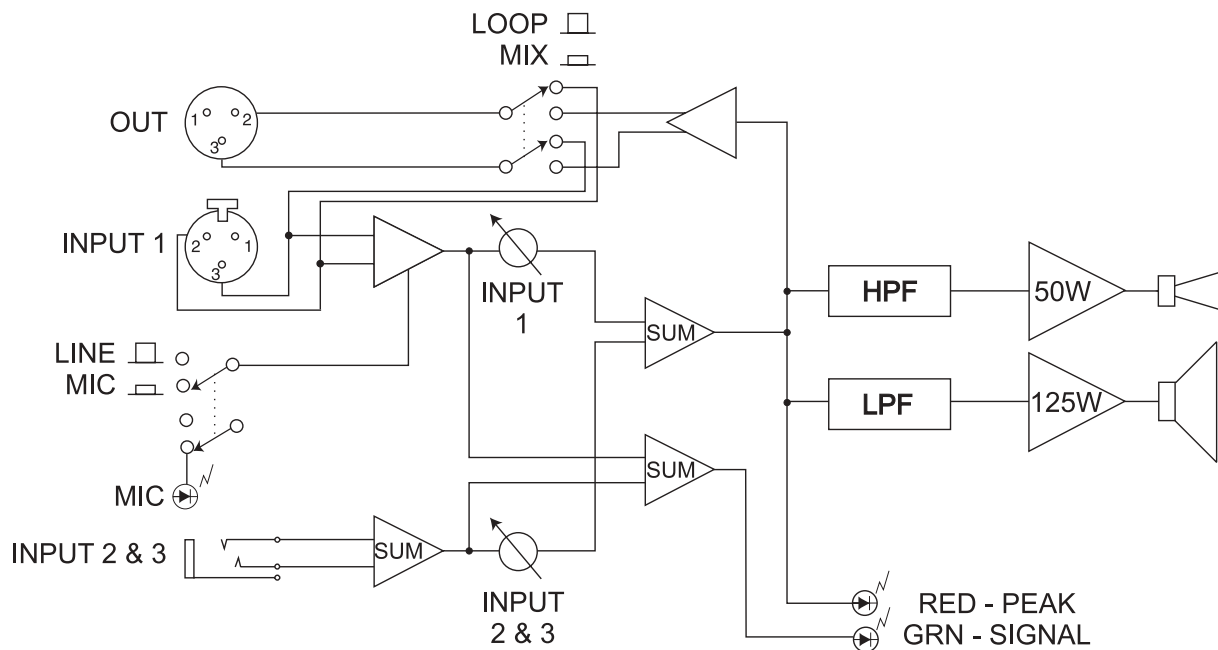 LOOP
MIX
OUT
1 2
3
INPUT 1
2 1
3
INPUT
1
SUM
HPF
50W
LPF
125W
LINE
MIC
SUM
MIC
INPUT 2 & 3
SUM
INPUT
2 & 3
RED - PEAK
GRN - SIGNAL